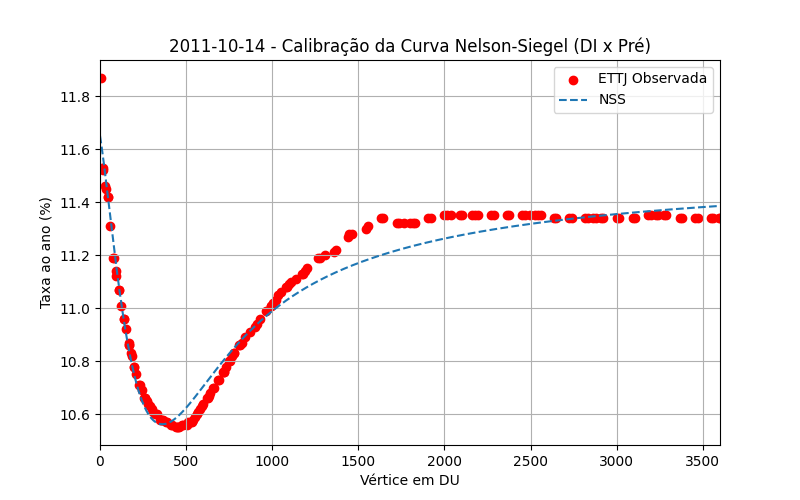 2011-10-14 - Calibração da Curva Nelson-Siegel (DI x Pré)
ETTJ Observada
NSS
Taxa ao ano (%)
11.8
11.6
11.4
11.2
11.0
10.8
10.6
0 500 1000 1500 2000 2500 3000 3500
Vértice em DU